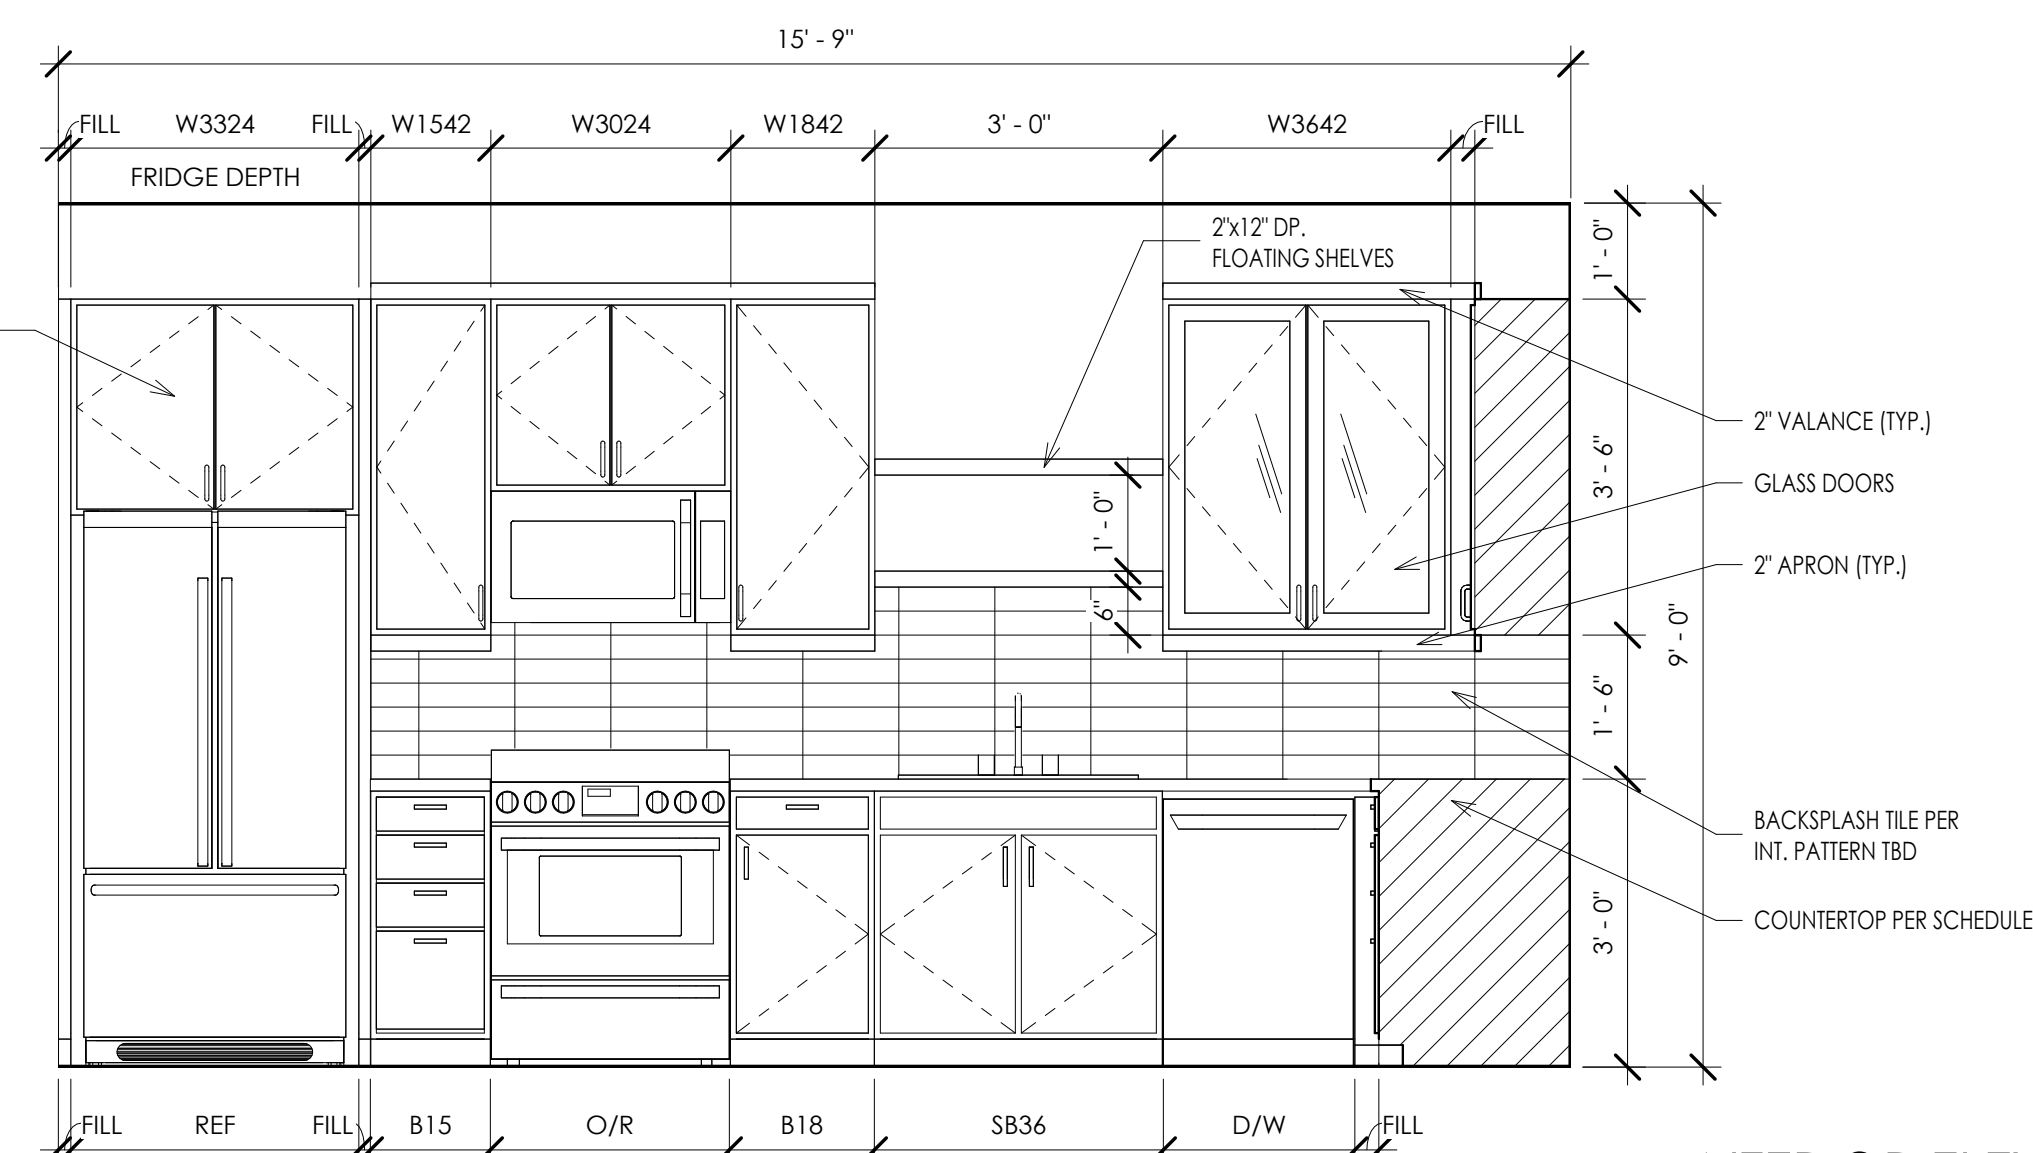 15' - 9"
FILL W3324 FILL W1542 W3024 W1842 3' - 0" W3642 FILL
FRIDGE DEPTH
2"x12" DP.
FLOATING SHELVES
1' - 0"
2" VALANCE (TYP.)
3' - 6"
GLASS DOORS
1' - 0"
2" APRON (TYP.)
6"
9' - 0"
1' - 6"
BACKSPLASH TILE PER
INT. PATTERN TBD
COUNTERTOP PER SCHEDULE
3' - 0"
FILL REF FILL B15 O/R B18 SB36 D/W FILL